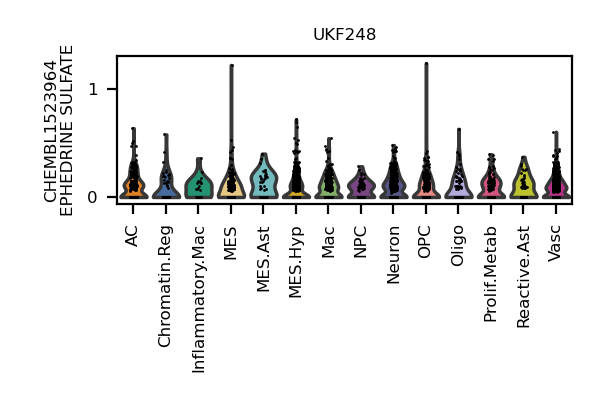 UKF248
CHEMBL1523964
EPHEDRINE SULFATE
1
0
AC
Chromatin.Reg
Inflammatory.Mac
MES
MES.Ast
MES.Hyp
Mac
NPC
Neuron
OPC
Oligo
Prolif.Metab
Reactive.Ast
Vasc